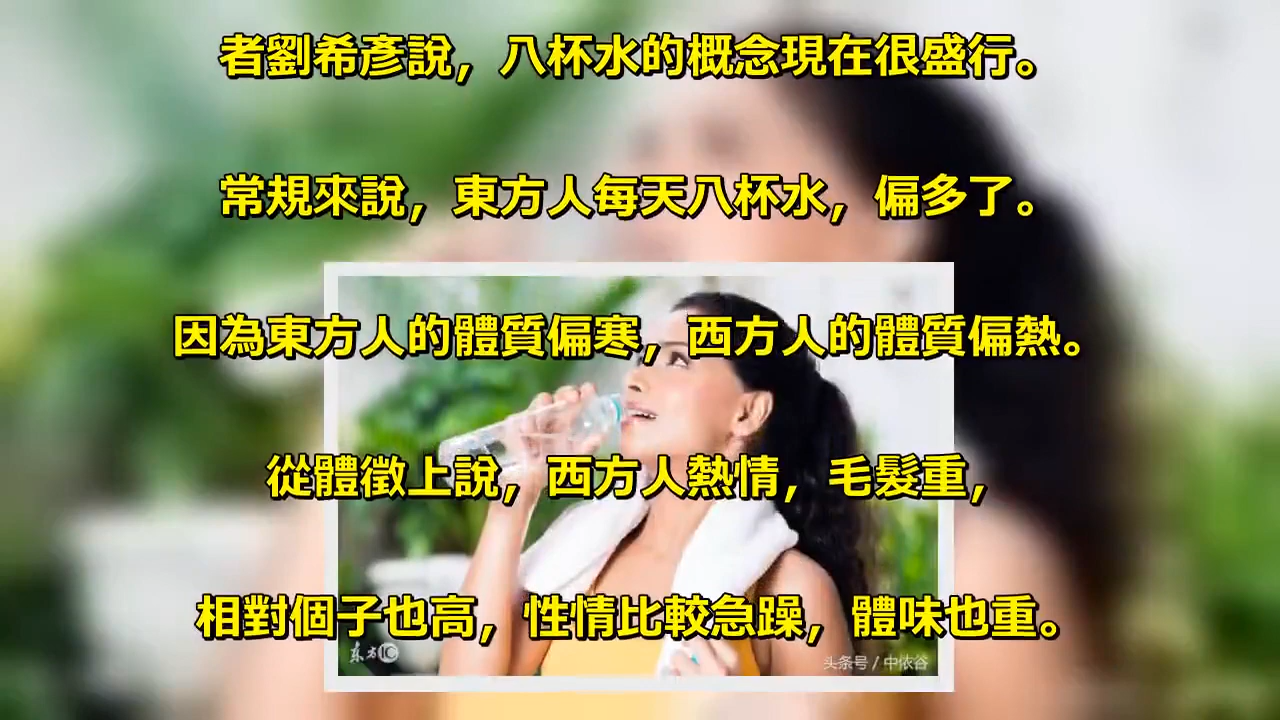 者劉希彥說，八杯水的概念現在很盛行。
常規來說，東方人每天八杯水，偏多了。
因為東方人的體質偏寒，西方人的體質偏熱。
從體徵上說，西方人熱情，毛髮重，
相對個子也高，性情比較急躁，體味也重。
东方IC
头条号 / 中依谷